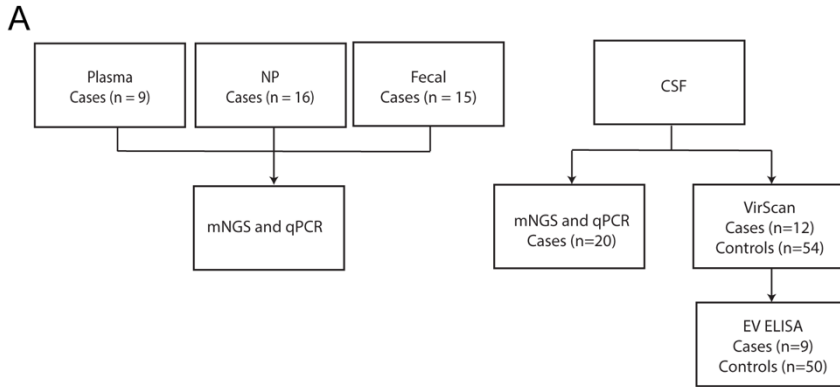 A
Plasma
Cases (n = 9)
NP
Cases (n = 16)
Fecal
Cases (n = 15)
mNGS and qPCR
CSF
mNGS and qPCR
Cases (n=20)
VirScan
Cases (n=12)
Controls (n=54)
EV ELISA
Cases (n=9)
Controls (n=50)